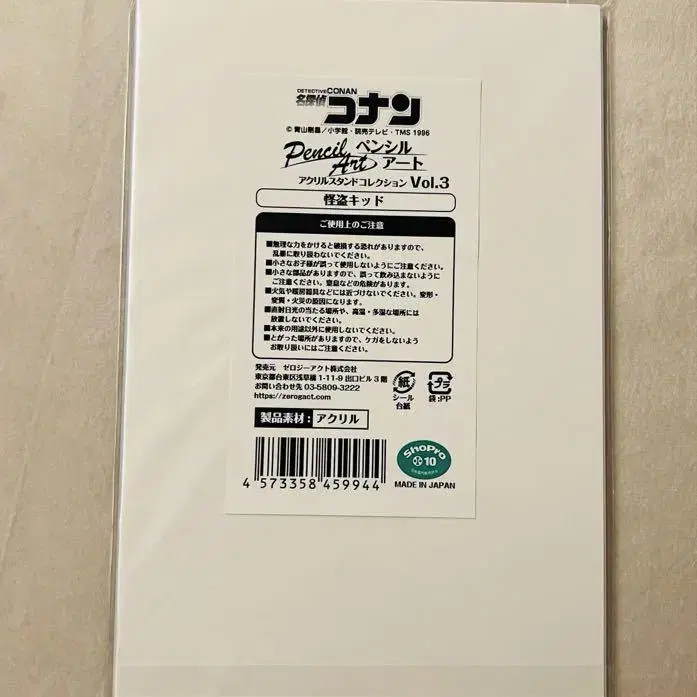 DETECTIVE CONAN
名探偵コナン
© 青山剛昌／小学館・読売テレビ・TMS 1996
Pencil Art ペンシルアート
アクリルスタンドコレクション Vol.3
怪盗キッド
ご使用上のご注意
■無理な力をかけると破損する恐れがありますので、
乱暴に取り扱わないでください。
■小さなお子様が誤って使用しないようにご注意ください。
■小さな部品がありますので、誤って飲み込まないように
ご注意ください。窒息などの危険があります。
■火気や暖房器具などには近づけないでください。変形・
変質・火災の原因になります。
■直射日光の当たる場所や、高温・多湿な場所には
放置しないでください。
■本来の用途以外に使用しないでください。
■とがった場所がありますので、ケガをしないよう
お取り扱いにはご注意ください。
発売元 ゼロジーアクト株式会社
東京都台東区浅草橋 1-11-9 出口ビル 3 階
お問い合わせ先 03-5809-3222
https://zerogact.com
紙
シール
台紙
プラ
袋:PP
製品素材：アクリル
ShoPro
10
4 573358 459944
MADE IN JAPAN